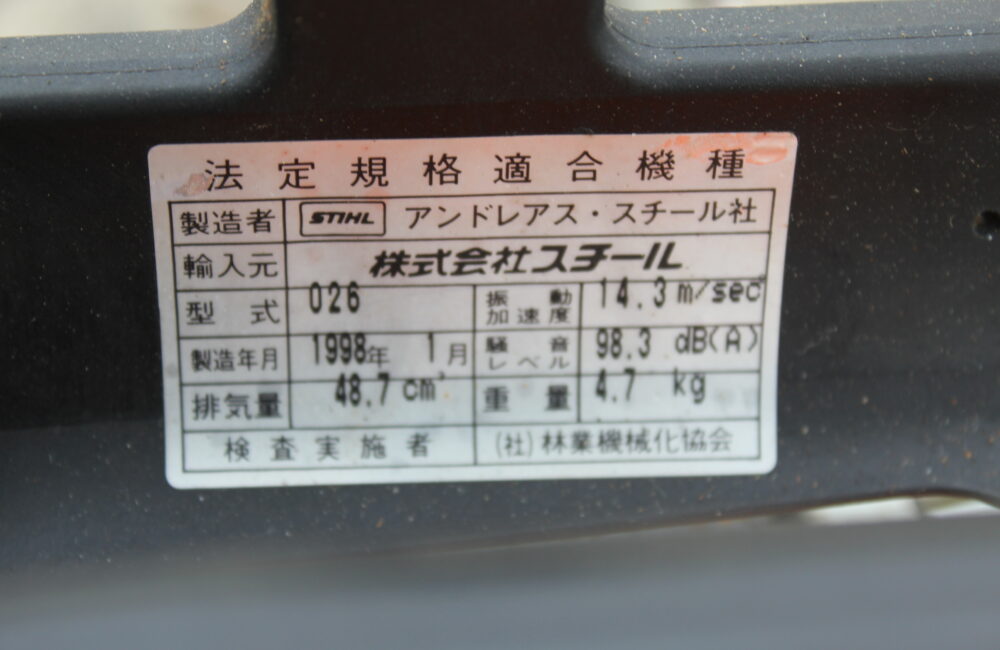 法定規格適合機種
製造者 STIHL アンドレアス・スチール社
輸入元 株式会社スチール
型式 026 振動加速度 14.3 m/sec²
製造年月 1998年 1月 騒音レベル 98.3 dB(A)
排気量 48.7 cm³ 重量 4.7 kg
検査実施者 (社)林業機械化協会